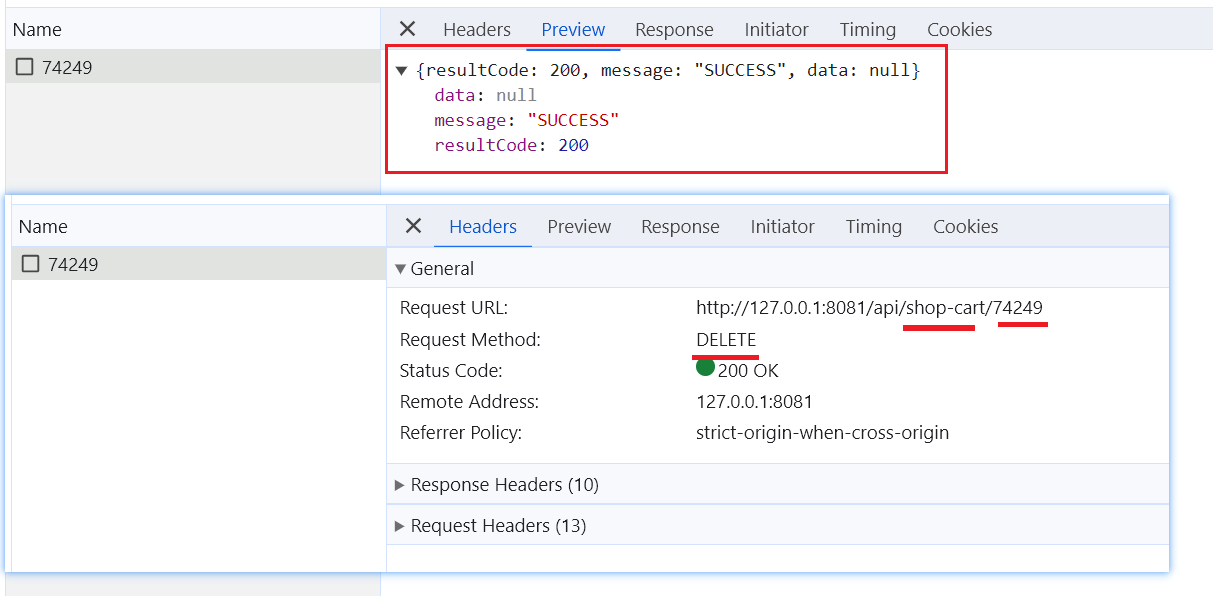 Name
Headers Preview Response Initiator Timing Cookies
74249
{resultCode: 200, message: "SUCCESS", data: null}
data: null
message: "SUCCESS"
resultCode: 200
Name
Headers Preview Response Initiator Timing Cookies
74249
General
Request URL: http://127.0.0.1:8081/api/shop-cart/74249
Request Method: DELETE
Status Code: 200 OK
Remote Address: 127.0.0.1:8081
Referrer Policy: strict-origin-when-cross-origin
Response Headers (10)
Request Headers (13)